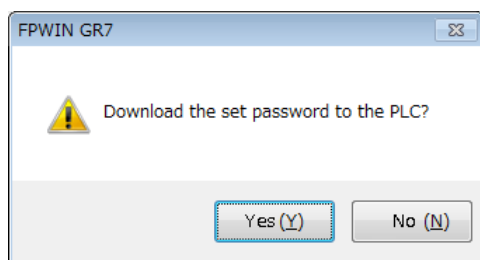 FPWIN GR7
Download the set password to the PLC?
Yes (Y)
No (N)